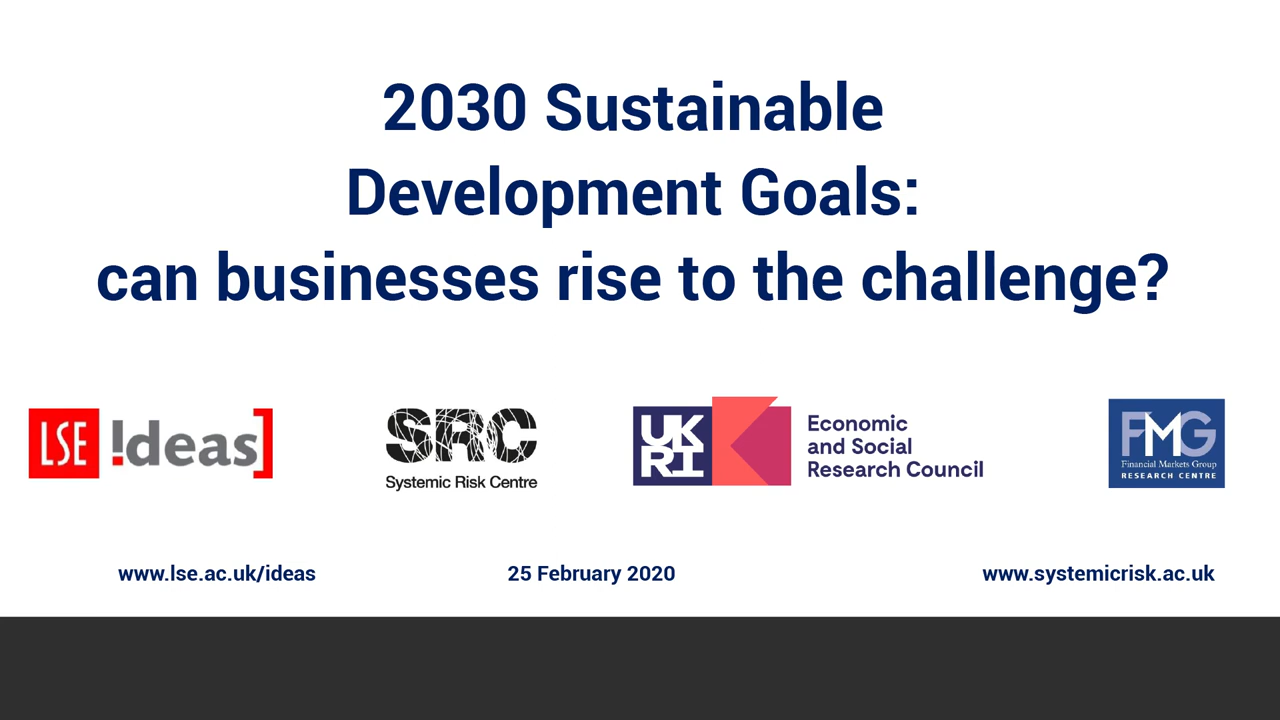 2030 Sustainable
Development Goals:
can businesses rise to the challenge?
LSE !deas]
SRC
Systemic Risk Centre
UK
RI
Economic
and Social
Research Council
FMG
Financial Markets Group
RESEARCH CENTRE
www.lse.ac.uk/ideas
25 February 2020
www.systemicrisk.ac.uk